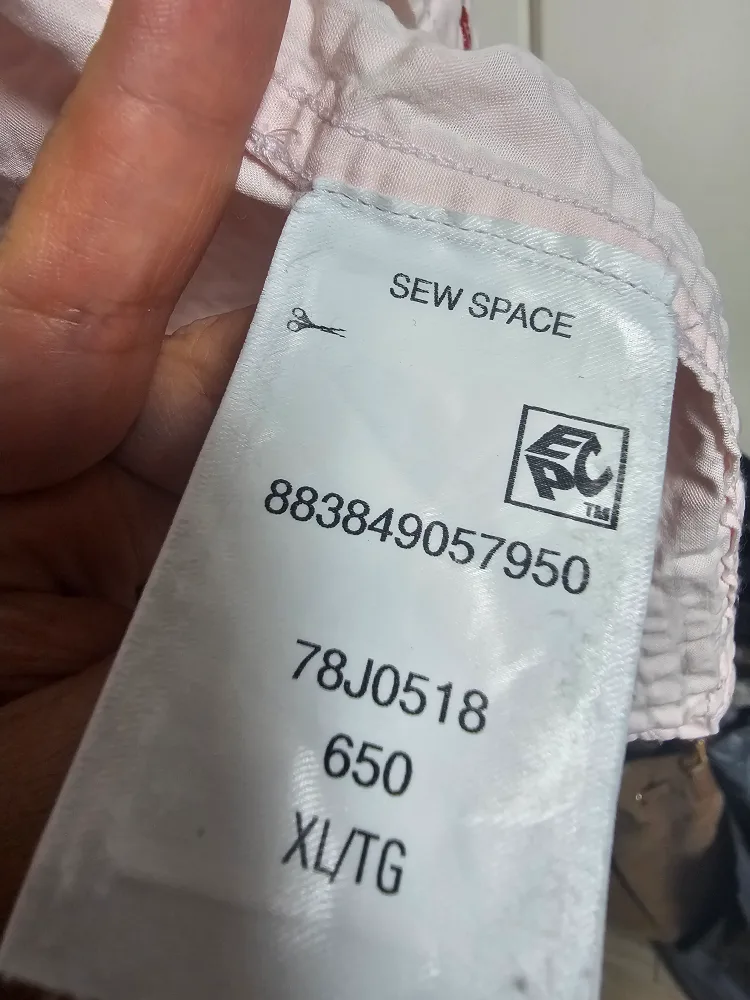 SEW SPACE
EPC
TM
883849057950
78J0518
650
XL/TG